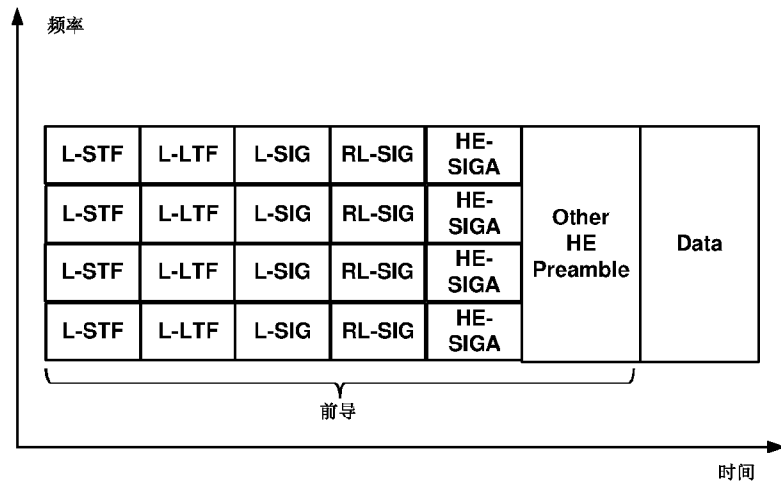 频率
L-STF L-LTF L-SIG RL-SIG HE-
SIGA
L-STF L-LTF L-SIG RL-SIG HE-
SIGA
L-STF L-LTF L-SIG RL-SIG HE-
SIGA
L-STF L-LTF L-SIG RL-SIG HE-
SIGA
Other
HE
Preamble
Data
前导
时间